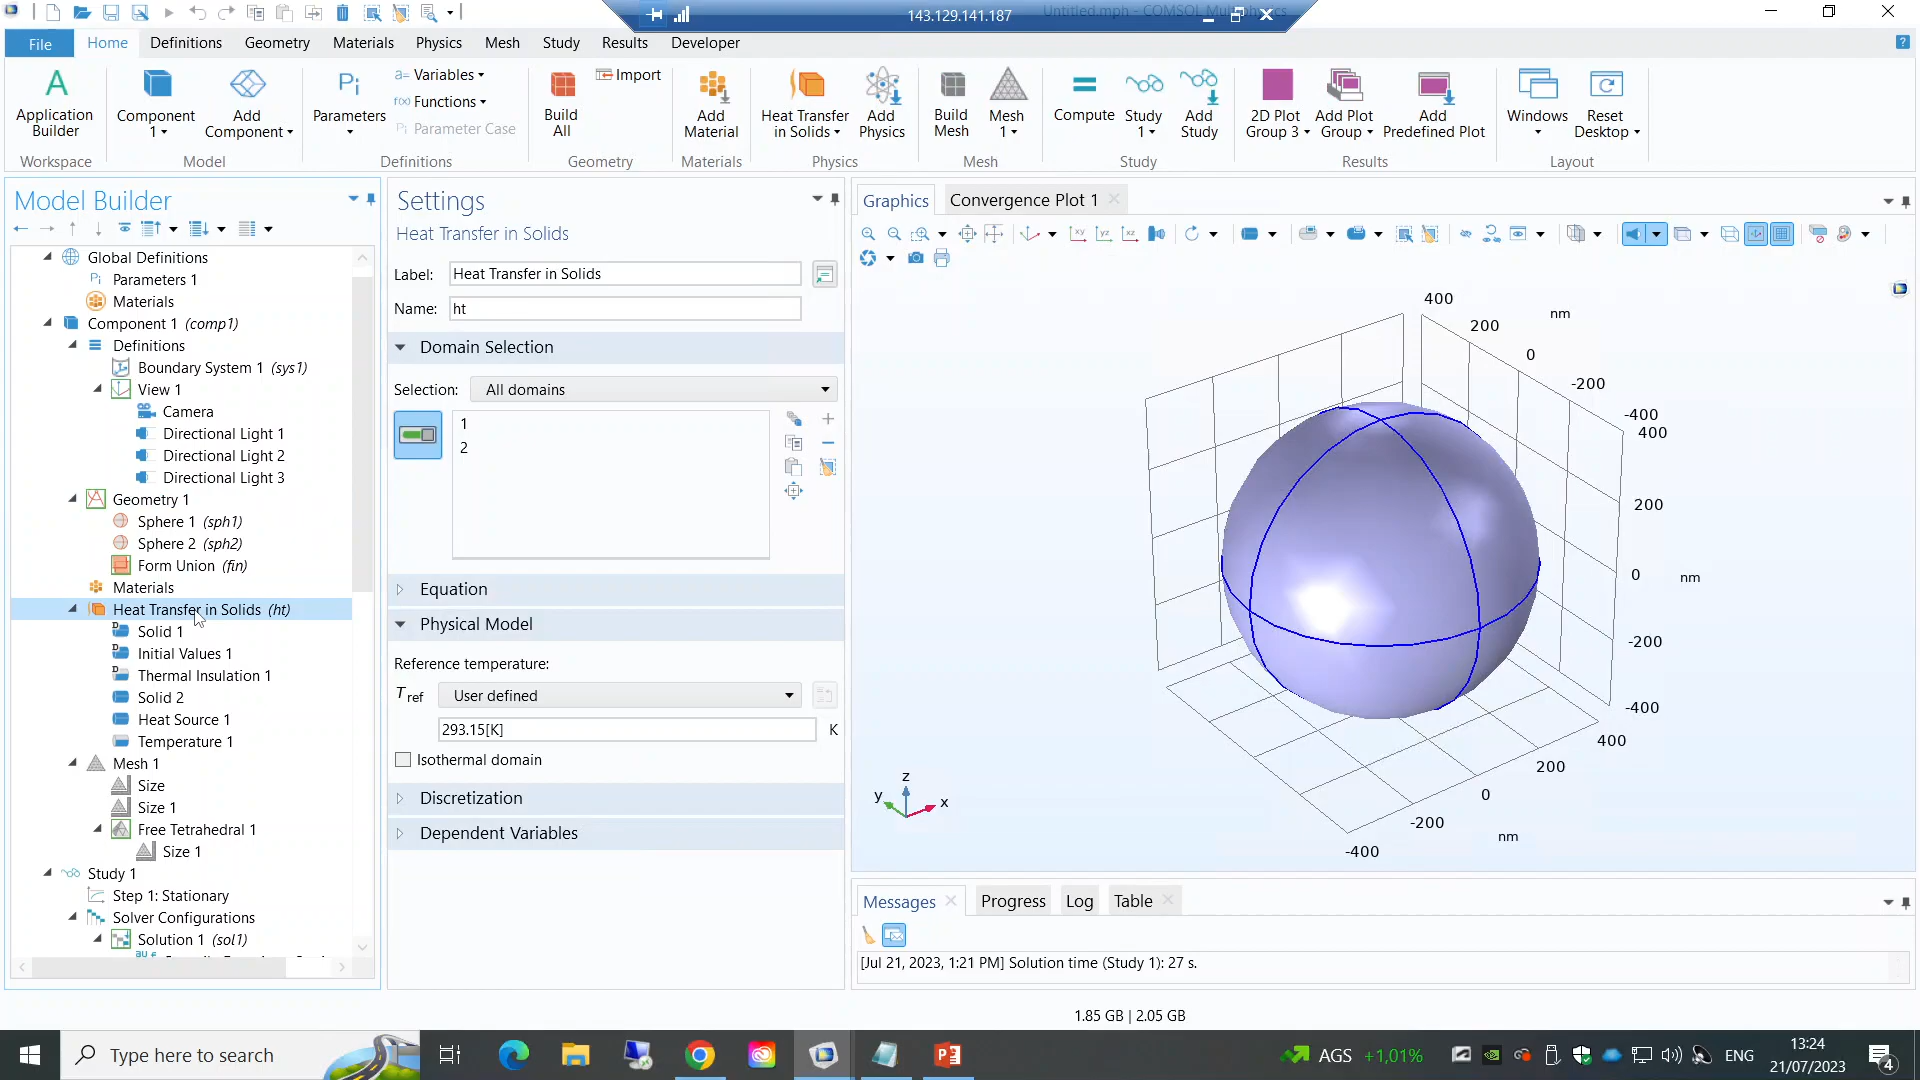 143.129.141.187
Untitled.mph - COMSOL Multiphysics
File
Home
Definitions
Geometry
Materials
Physics
Mesh
Study
Results
Developer
Application Builder
Component 1
Add Component
Parameters
a= Variables
f(x) Functions
Pi Parameter Case
Build All
Import
Add Material
Heat Transfer in Solids
Add Physics
Build Mesh
Mesh 1
Compute
Study 1
Add Study
2D Plot Group 3
Add Plot Group
Add Predefined Plot
Windows
Reset Desktop
Workspace
Model
Definitions
Geometry
Materials
Physics
Mesh
Study
Results
Layout
Model Builder
Global Definitions
Pi Parameters 1
Materials
Component 1 (comp1)
Definitions
Boundary System 1 (sys1)
View 1
Camera
Directional Light 1
Directional Light 2
Directional Light 3
Geometry 1
Sphere 1 (sph1)
Sphere 2 (sph2)
Form Union (fin)
Materials
Heat Transfer in Solids (ht)
Solid 1
Initial Values 1
Thermal Insulation 1
Solid 2
Heat Source 1
Temperature 1
Mesh 1
Size
Size 1
Free Tetrahedral 1
Size 1
Study 1
Step 1: Stationary
Solver Configurations
Solution 1 (sol1)
Settings
Heat Transfer in Solids
Label: Heat Transfer in Solids
Name: ht
Domain Selection
Selection: All domains
1
2
Equation
Physical Model
Reference temperature:
Tref User defined
293.15[K] K
Isothermal domain
Discretization
Dependent Variables
Graphics
Convergence Plot 1
400
200
nm
0
-200
-400
400
200
0
nm
-200
-400
400
200
0
-200
nm
-400
z
y
x
Messages
Progress
Log
Table
[Jul 21, 2023, 1:21 PM] Solution time (Study 1): 27 s.
1.85 GB | 2.05 GB
Type here to search
AGS +1,01%
ENG
13:24
21/07/2023
4